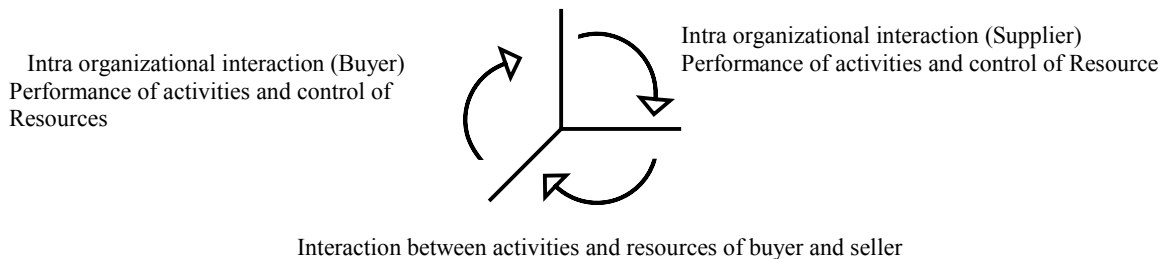 Intra organizational interaction (Buyer)
Performance of activities and control of
Resources
Intra organizational interaction (Supplier)
Performance of activities and control of Resource
Interaction between activities and resources of buyer and seller